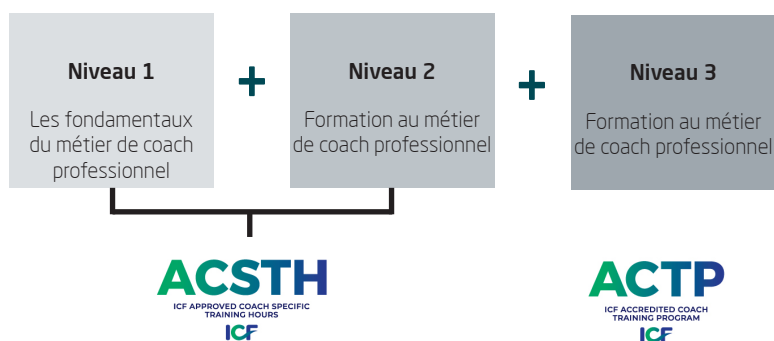 Niveau 1
Les fondamentaux
du métier de coach
professionnel
+
Niveau 2
Formation au métier
de coach professionnel
+
Niveau 3
Formation au métier
de coach professionnel
ACSTH
ICF APPROVED COACH SPECIFIC
TRAINING HOURS
ICF
ACTP
ICF ACCREDITED COACH
TRAINING PROGRAM
ICF